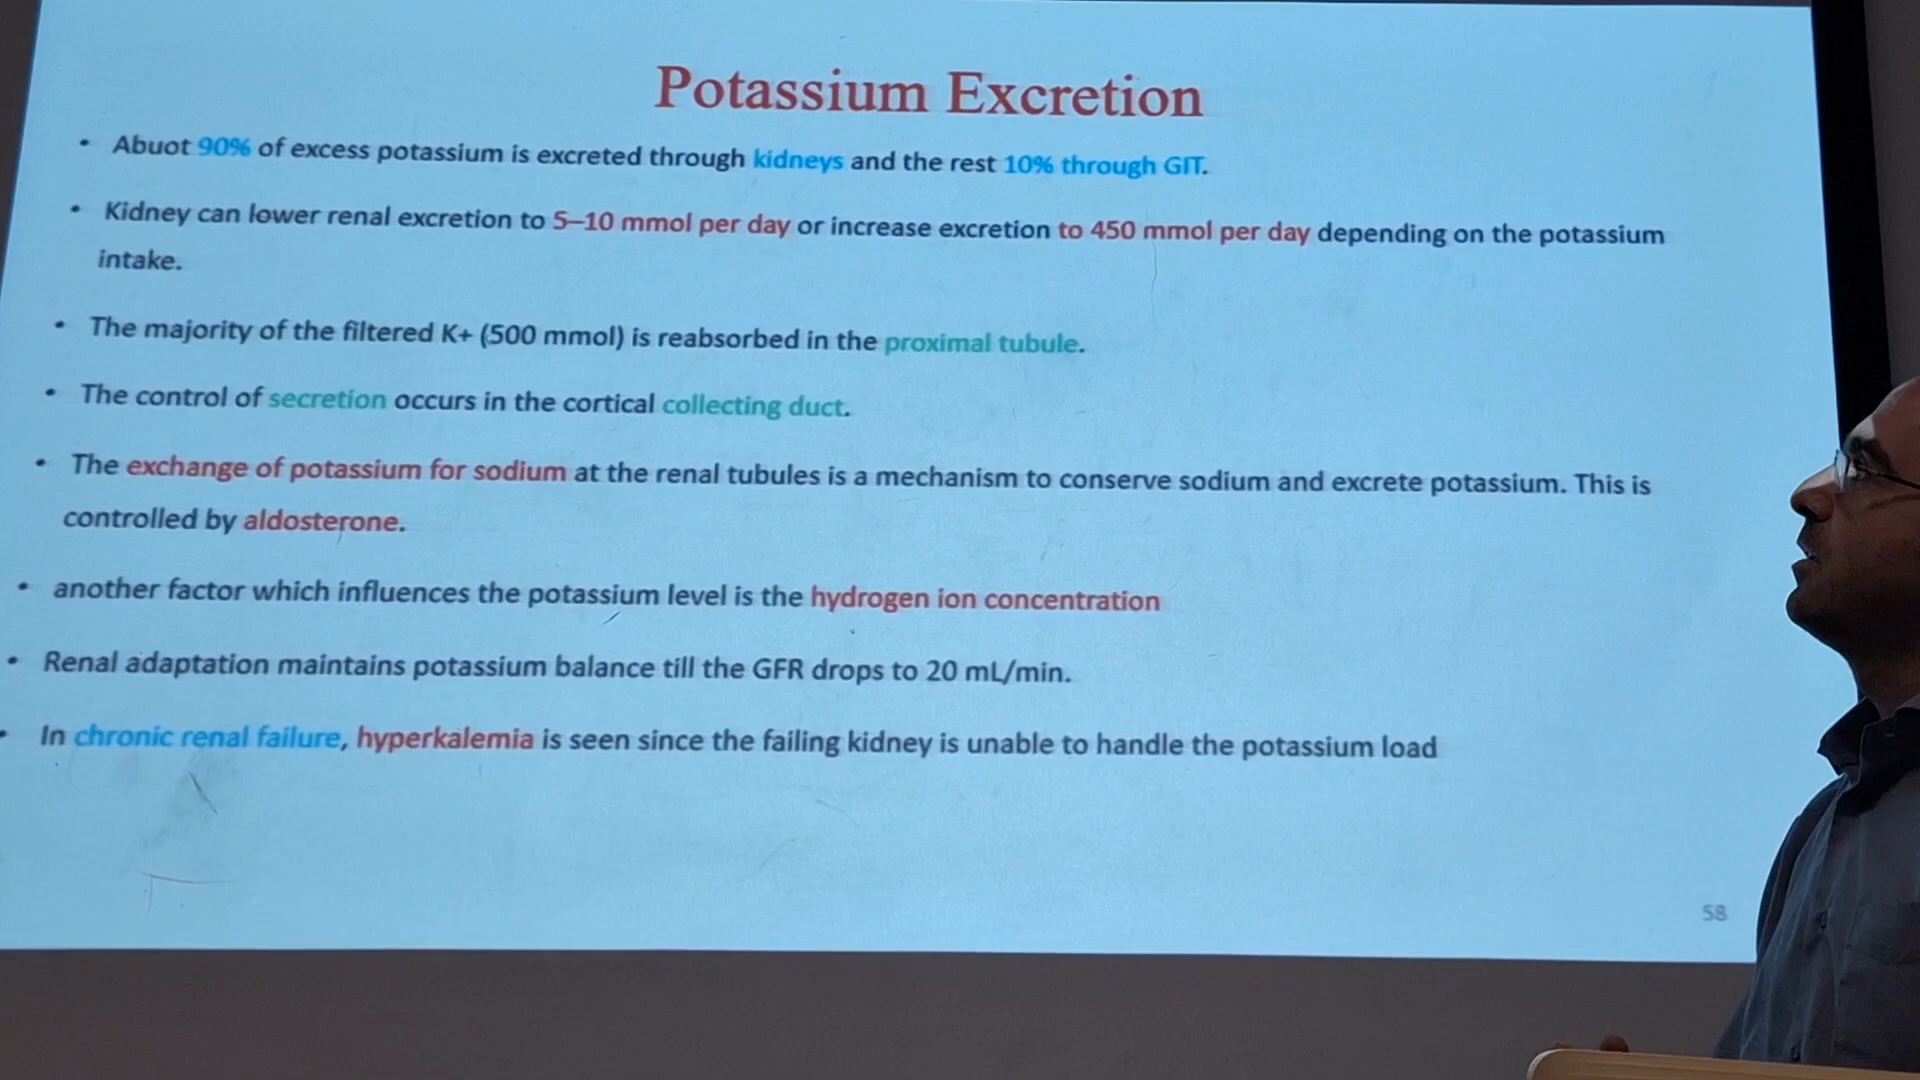 Potassium Excretion
• Abuot 90% of excess potassium is excreted through kidneys and the rest 10% through GIT.
• Kidney can lower renal excretion to 5–10 mmol per day or increase excretion to 450 mmol per day depending on the potassium
intake.
• The majority of the filtered K+ (500 mmol) is reabsorbed in the proximal tubule.
• The control of secretion occurs in the cortical collecting duct.
• The exchange of potassium for sodium at the renal tubules is a mechanism to conserve sodium and excrete potassium. This is
controlled by aldosterone.
• another factor which influences the potassium level is the hydrogen ion concentration
• Renal adaptation maintains potassium balance till the GFR drops to 20 mL/min.
• In chronic renal failure, hyperkalemia is seen since the failing kidney is unable to handle the potassium load
58